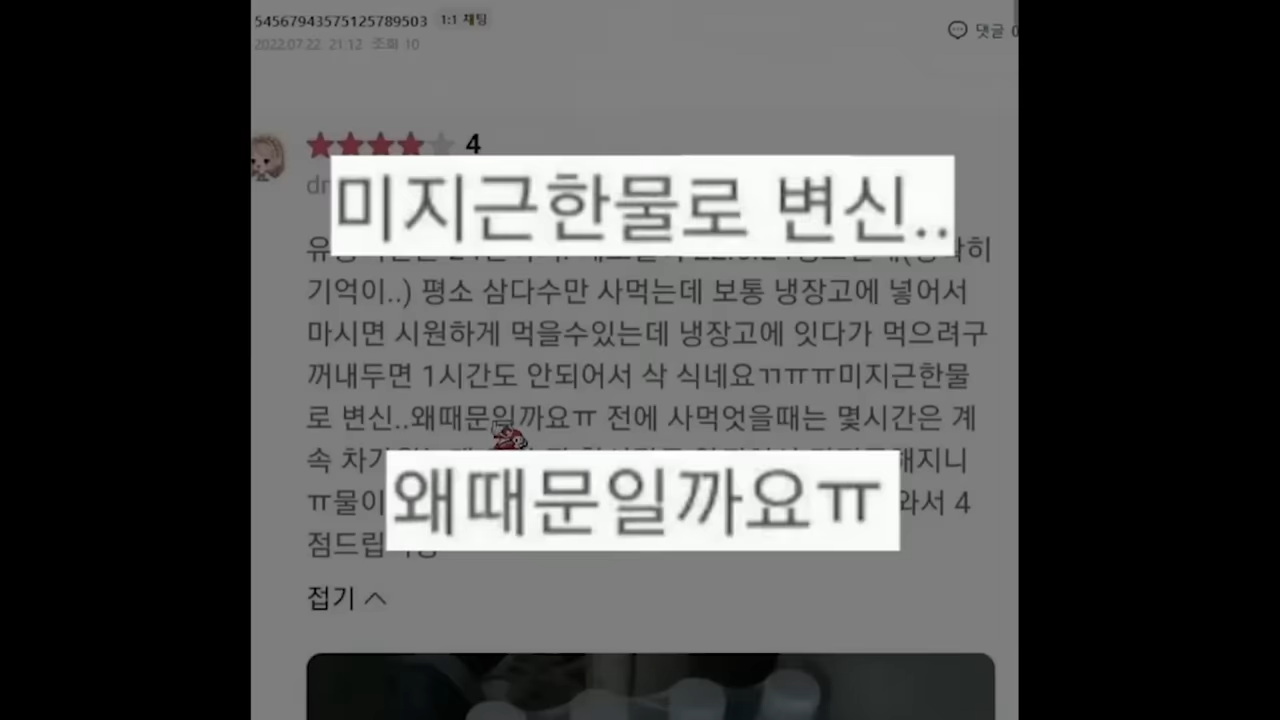 54567943575125789503 1:1 채팅
2022.07.22. 21:12 조회 10
댓글
4
미지근한물로 변신..
기억이..) 평소 삼다수만 사먹는데 보통 냉장고에 넣어서
마시면 시원하게 먹을수있는데 냉장고에 잇다가 먹으려구
꺼내두면 1시간도 안되어서 삭 식네요ㄲㅠㅠ미지근한물
로 변신..왜때문일까요ㅠ 전에 사먹엇을때는 몇시간은 계
속
왜때문일까요ㅠ
ㅠ물이 와서 4
점드립
접기